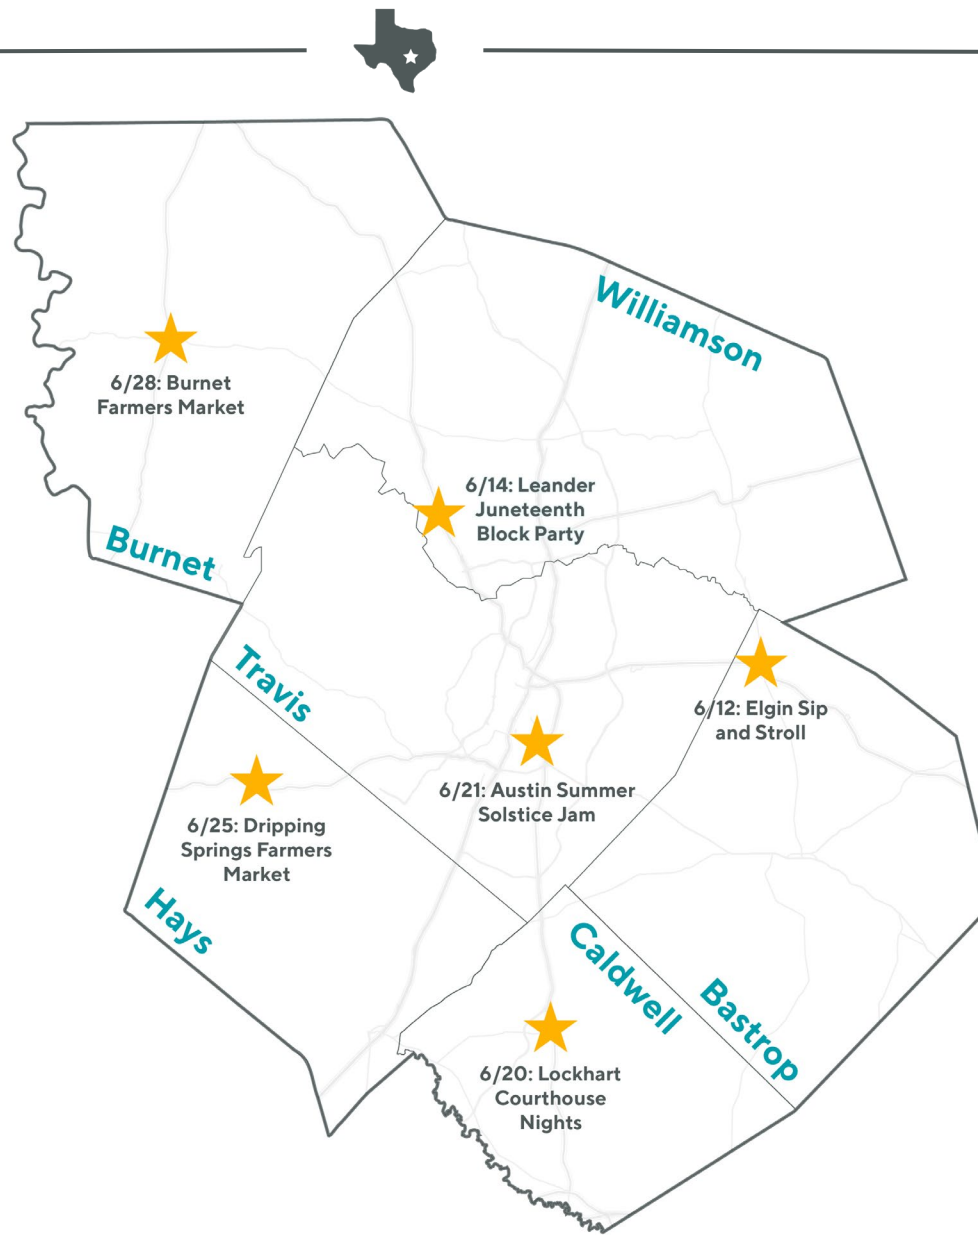 Williamson
6/28: Burnet
Farmers Market
6/14: Leander
Juneteenth
Block Party
Burnet
Travis
6/12: Elgin Sip
and Stroll
6/21: Austin Summer
Solstice Jam
6/25: Dripping
Springs Farmers
Market
Hays
Caldwell
Bastrop
6/20: Lockhart
Courthouse
Nights